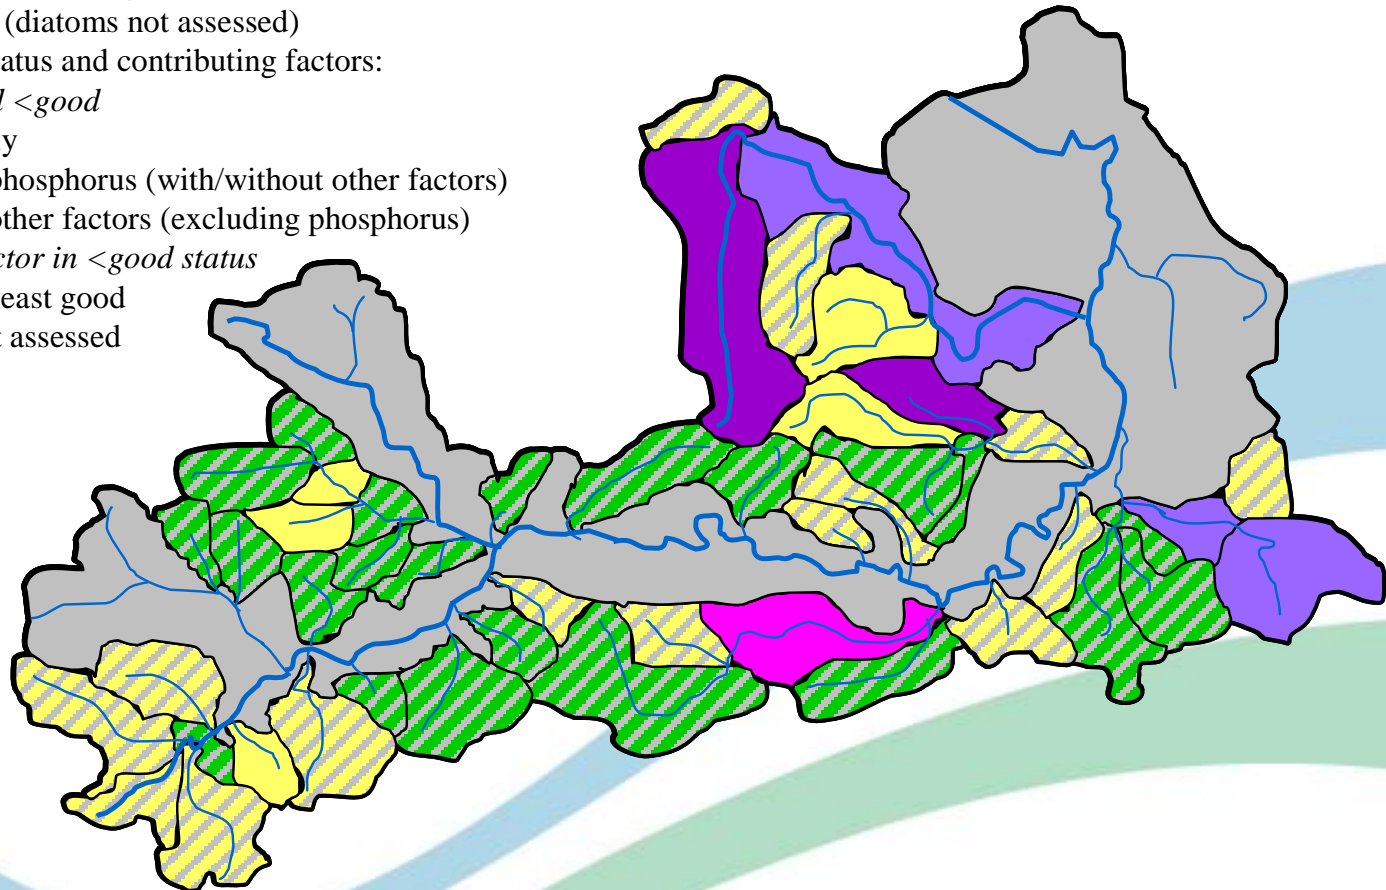 (diatoms not assessed)
atus and contributing factors:
<good
y
phosphorus (with/without other factors)
other factors (excluding phosphorus)
ctor in <good status
east good
assessed